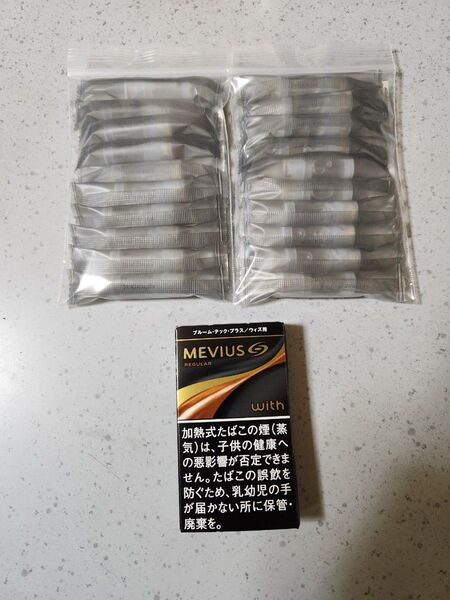 プルーム・テック・プラス/ウィズ用
MEVIUS
REGULAR
with
加熱式たばこの煙(蒸
気)は、子供の健康へ
の悪影響が否定できま
せん。たばこの誤飲を
防ぐため、乳幼児の手
が届かない所に保管・
廃棄を。